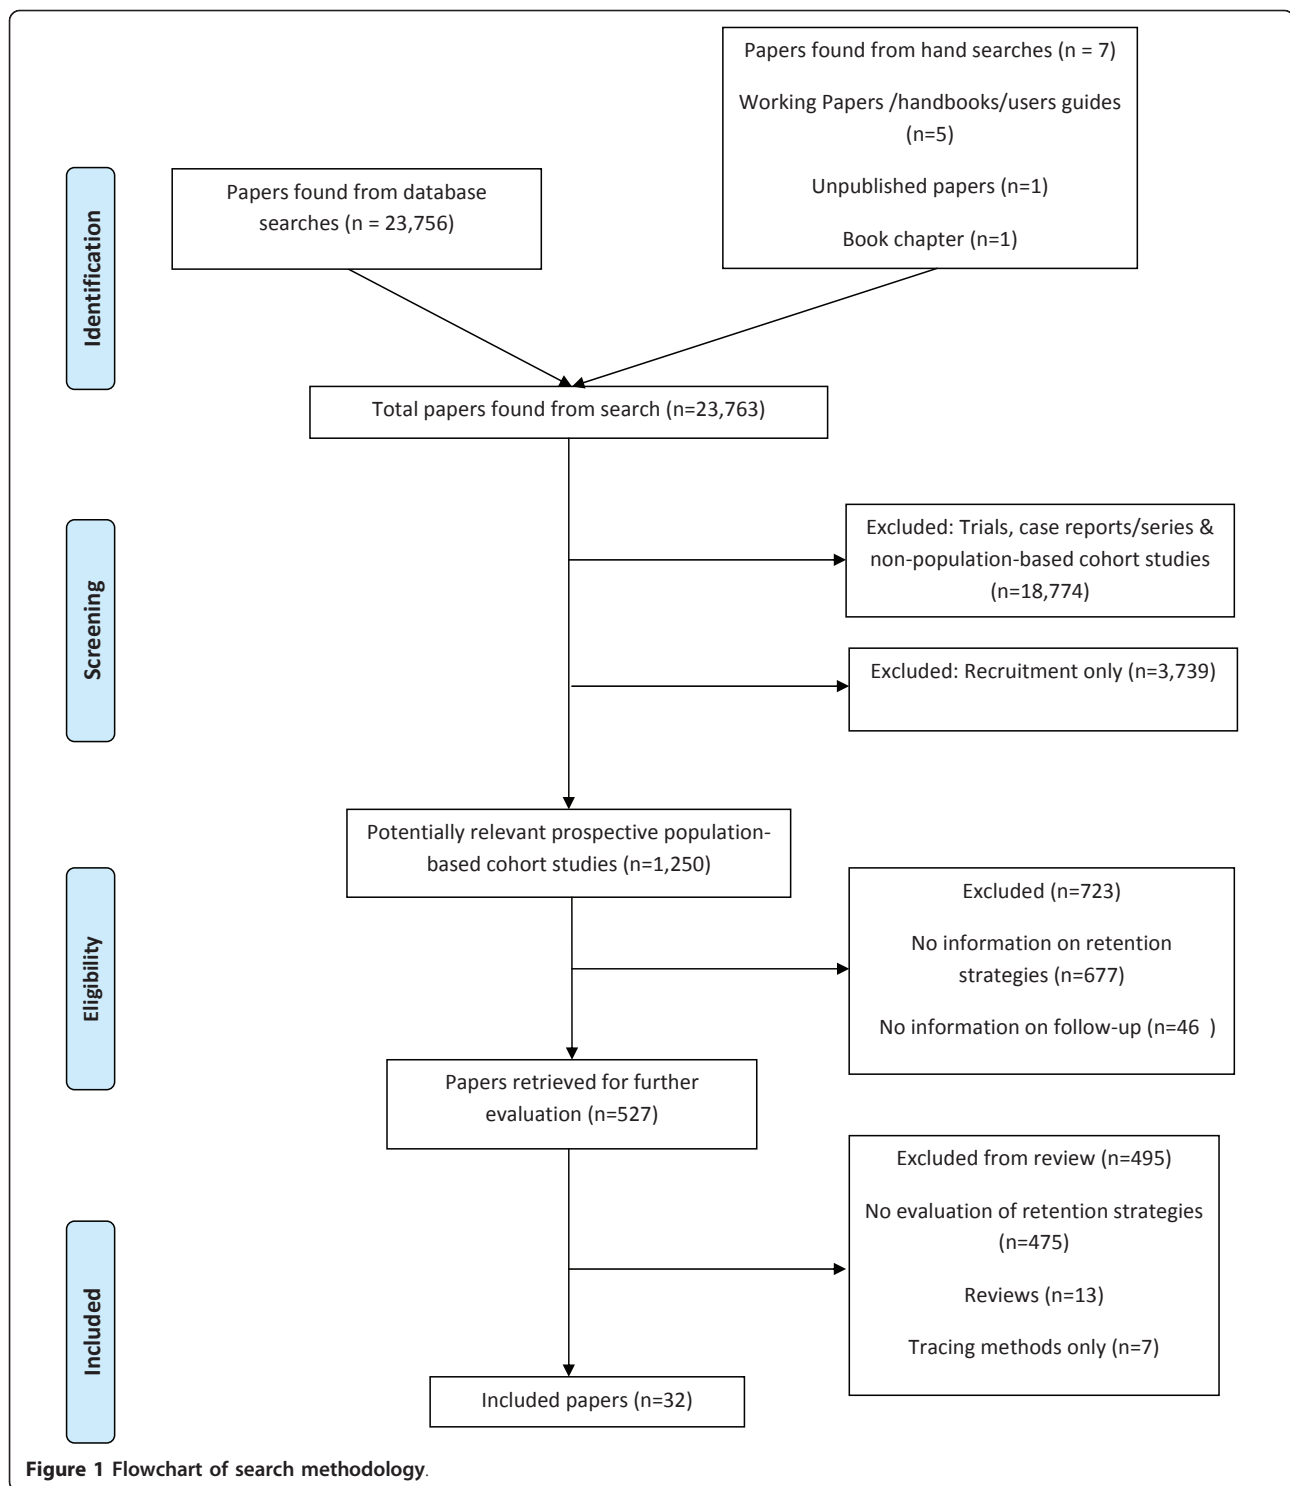 Papers found from hand searches (n = 7)
Working Papers /handbooks/users guides
(n=5)
Unpublished papers (n=1)
Book chapter (n=1)
Papers found from database
searches (n = 23,756)
Identification
Total papers found from search (n=23,763)
Screening
Excluded: Trials, case reports/series &
non-population-based cohort studies
(n=18,774)
Excluded: Recruitment only (n=3,739)
Potentially relevant prospective population-
based cohort studies (n=1,250)
Eligibility
Excluded (n=723)
No information on retention
strategies (n=677)
No information on follow-up (n=46 )
Papers retrieved for further
evaluation (n=527)
Included
Excluded from review (n=495)
No evaluation of retention strategies
(n=475)
Reviews (n=13)
Tracing methods only (n=7)
Included papers (n=32)
Figure 1 Flowchart of search methodology.